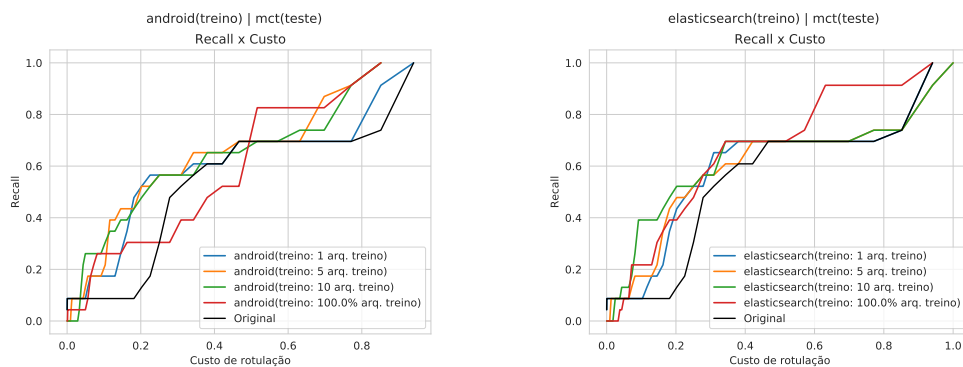 android(treino) | mct(teste)
Recall x Custo
1.0
0.8
0.6
0.4
0.2
0.0
Recall
android(treino: 1 arq. treino)
android(treino: 5 arq. treino)
android(treino: 10 arq. treino)
android(treino: 100.0% arq. treino)
Original
0.0 0.2 0.4 0.6 0.8
Custo de rotulação
elasticsearch(treino) | mct(teste)
Recall x Custo
1.0
0.8
0.6
0.4
0.2
0.0
Recall
elasticsearch(treino: 1 arq. treino)
elasticsearch(treino: 5 arq. treino)
elasticsearch(treino: 10 arq. treino)
elasticsearch(treino: 100.0% arq. treino)
Original
0.0 0.2 0.4 0.6 0.8 1.0
Custo de rotulação